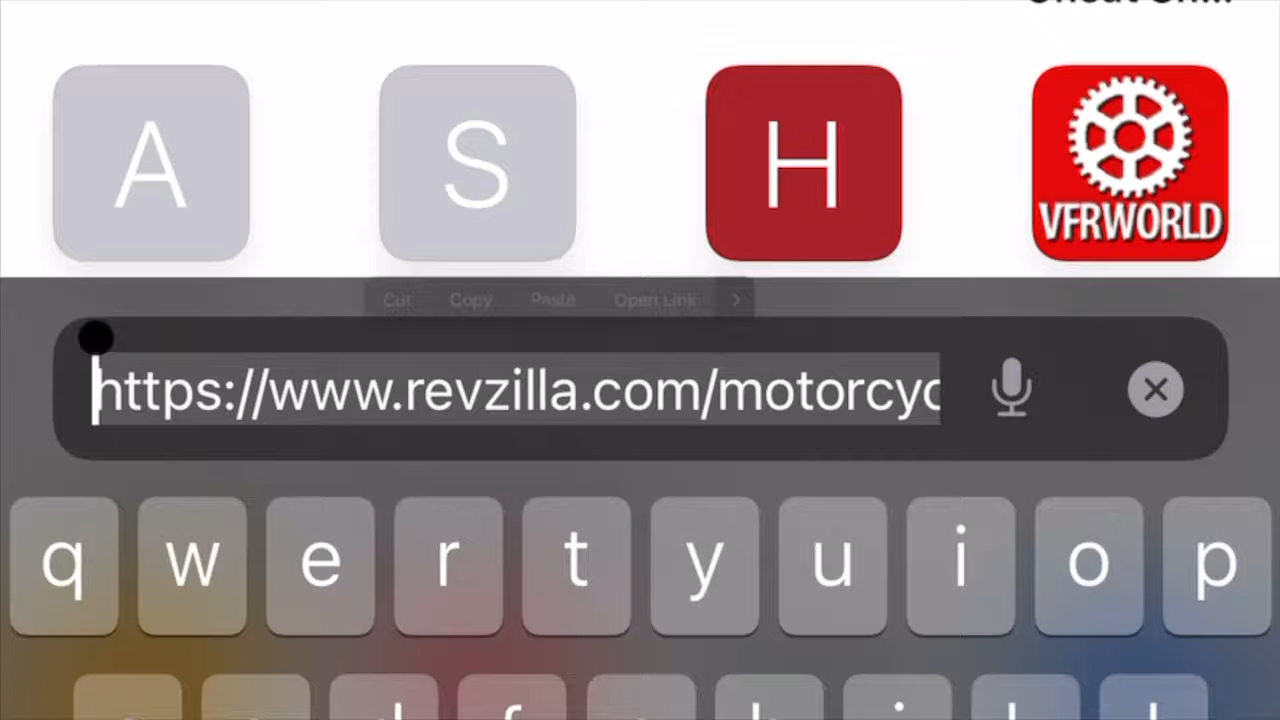 A S H VFRWORLD
Cut Copy Paste Open Link
https://www.revzilla.com/motorcyc
q w e r t y u i o p